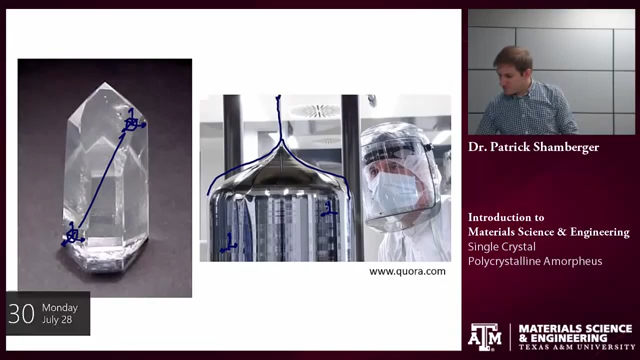 Dr. Patrick Shamberger
Introduction to
Materials Science & Engineering
Single Crystal
Polycrystalline Amorpheus
www.quora.com
30 Monday
July 28
ATM
MATERIALS SCIENCE
& ENGINEERING
TEXAS A&M UNIVERSITY